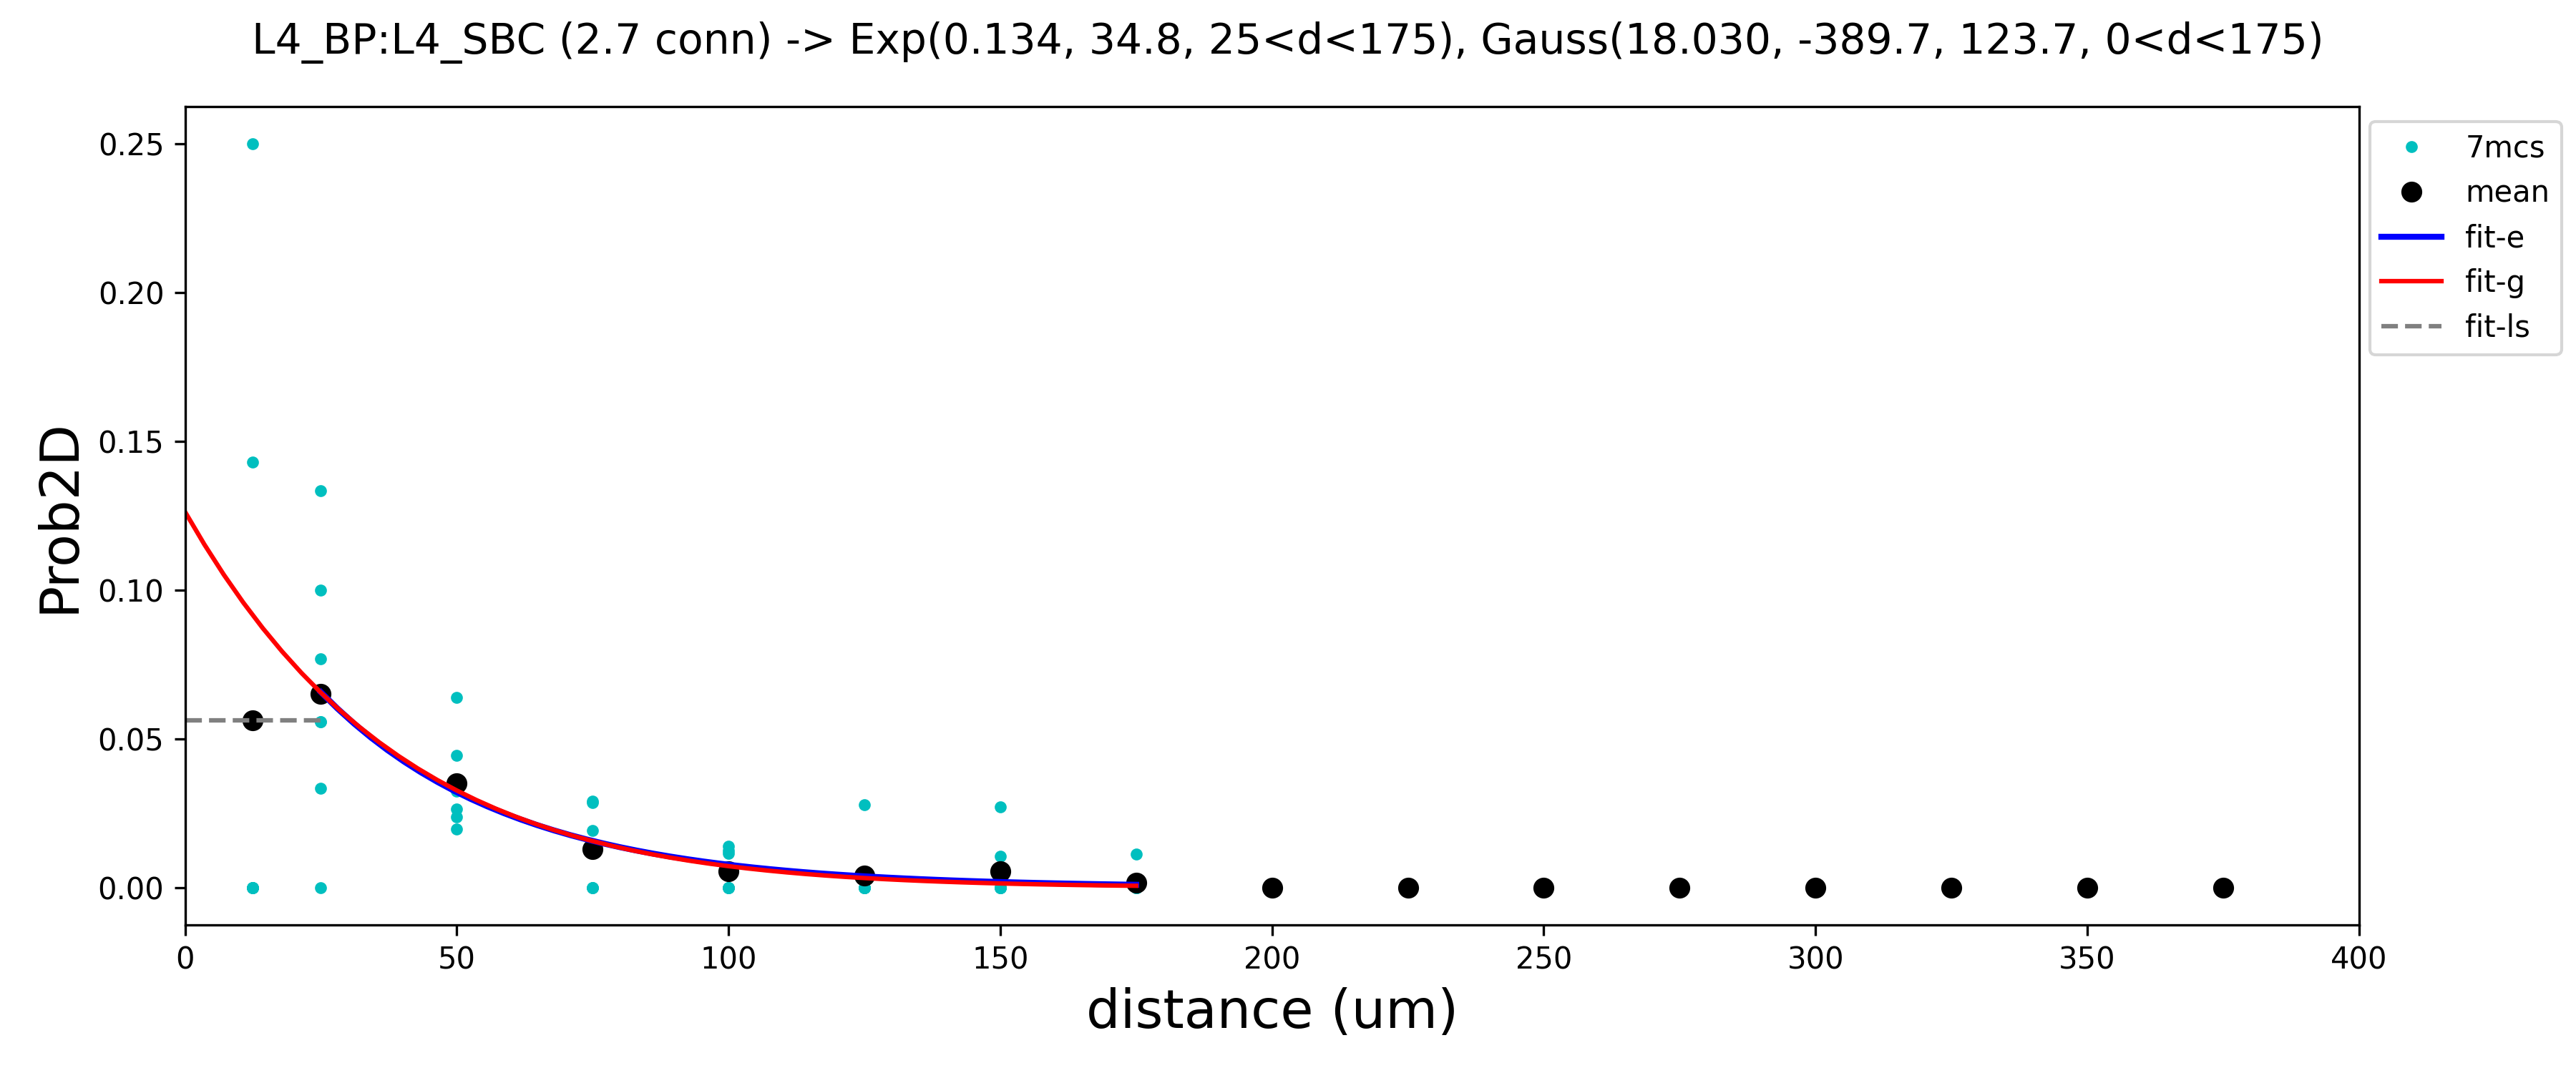 L4_BP:L4_SBC (2.7 conn) -> Exp(0.134, 34.8, 25<d<175), Gauss(18.030, -389.7, 123.7, 0<d<175)
0.25
0.20
0.15
0.10
0.05
0.00
Prob2D
0 50 100 150 200 250 300 350 400
distance (um)
7mcs
mean
fit-e
fit-g
fit-ls